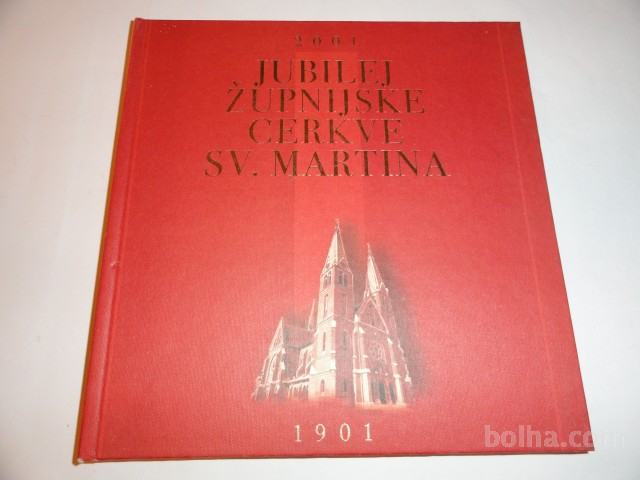 2001
JUBILEJ
ŽUPNIJSKE
CERKVE
SV. MARTINA
1901
bolha.com